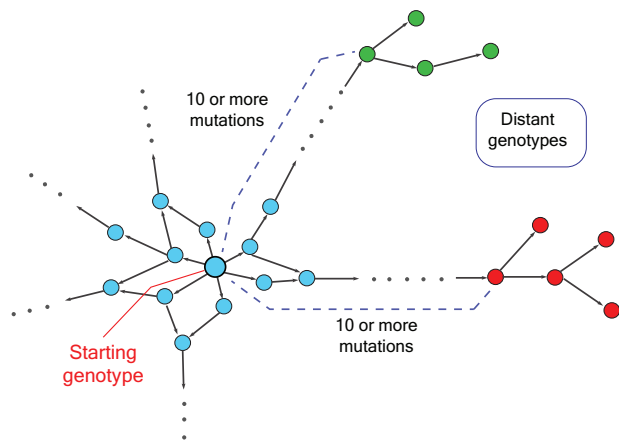 10 or more
mutations
Distant
genotypes
10 or more
mutations
Starting
genotype